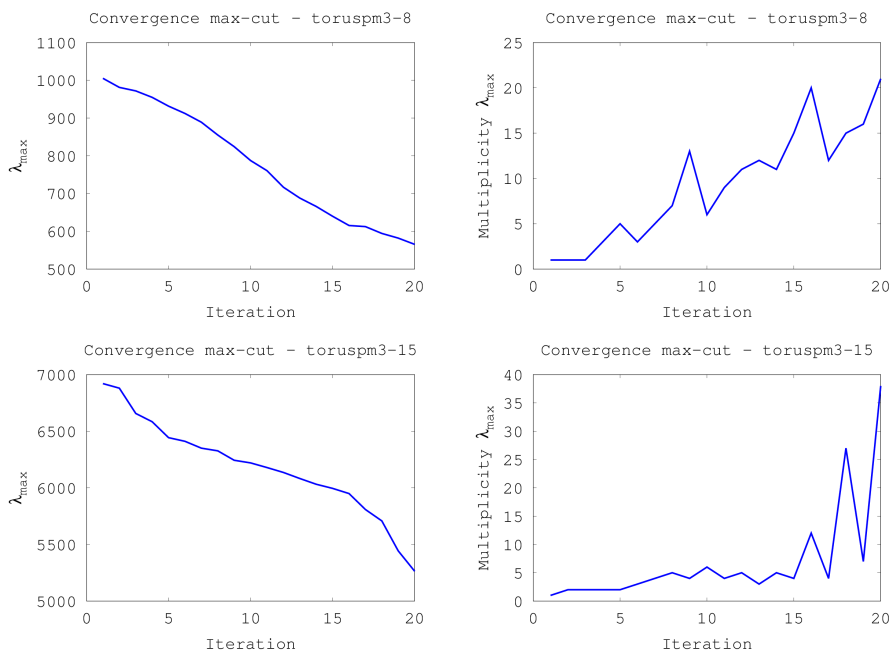 Convergence max-cut – toruspm3–8
1100
1000
900
800
700
600
500
λmax
0 5 10 15 20
Iteration
Convergence max-cut – toruspm3–8
25
20
15
10
5
0
Multiplicity λmax
0 5 10 15 20
Iteration
Convergence max-cut – toruspm3–15
7000
6500
6000
5500
5000
λmax
0 5 10 15 20
Iteration
Convergence max-cut – toruspm3–15
40
35
30
25
20
15
10
5
0
Multiplicity λmax
0 5 10 15 20
Iteration